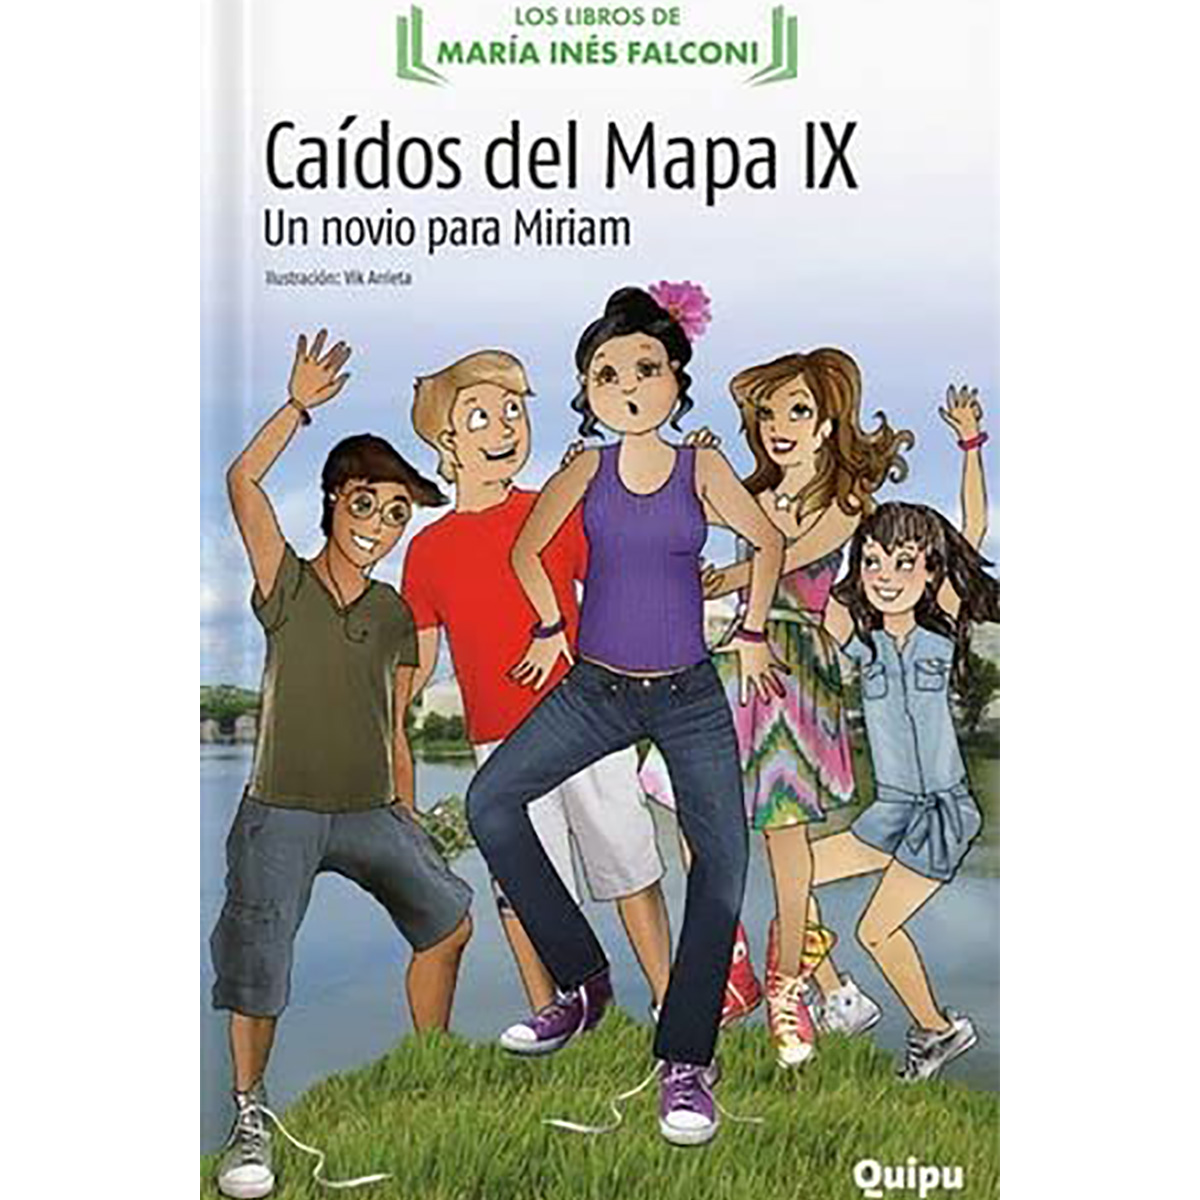 LOS LIBROS DE
MARÍA INÉS FALCONI
Caídos del Mapa IX
Un novio para Miriam
Ilustración: Vik Arrieta
Quipu